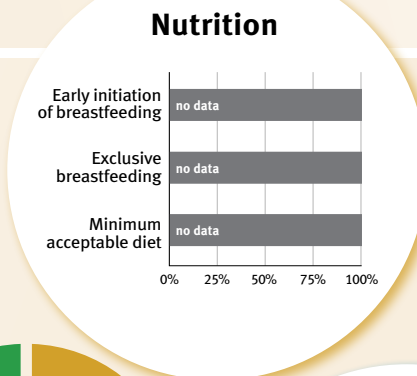 Nutrition
Early initiation
of breastfeeding
no data
Exclusive
breastfeeding
no data
Minimum
acceptable diet
no data
0% 25% 50% 75% 100%